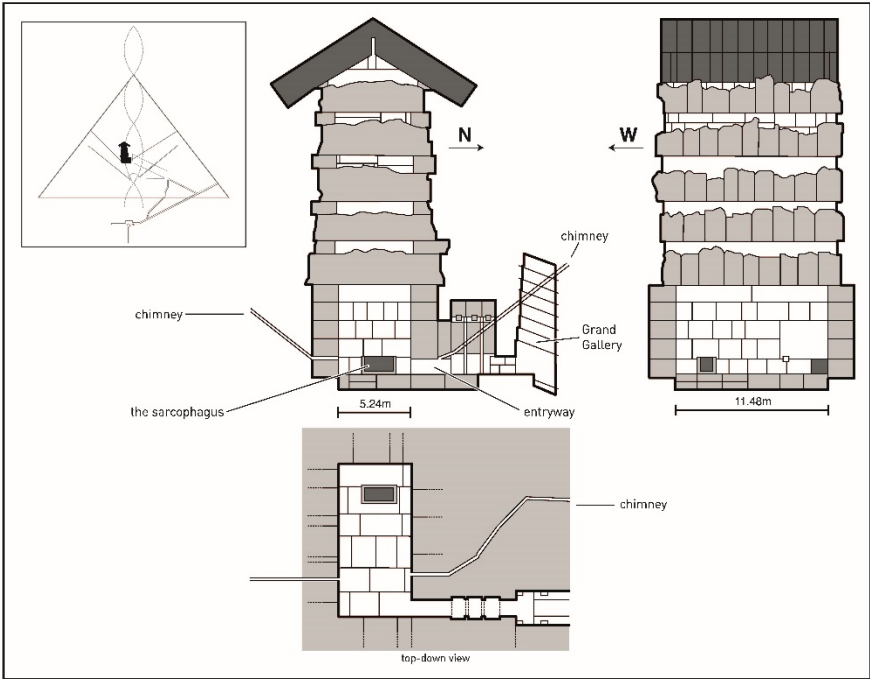 N
W
chimney
chimney
Grand
Gallery
the sarcophagus
5.24m
entryway
11.48m
chimney
top-down view